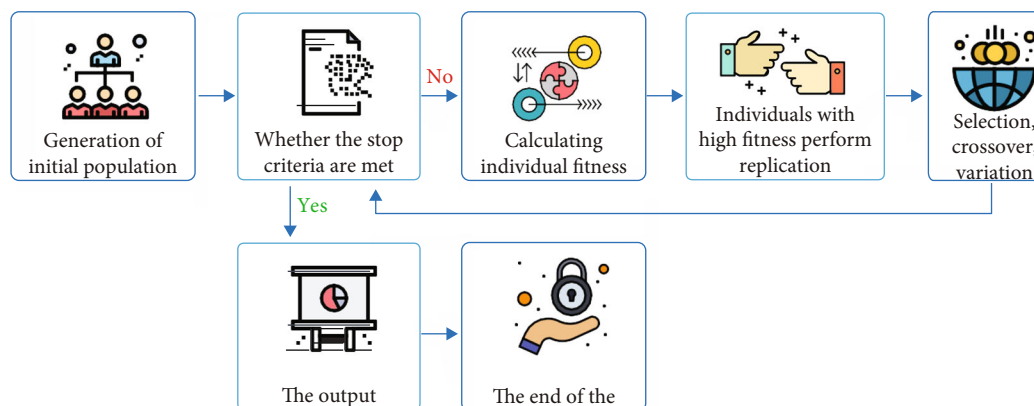 Generation of
initial population
Whether the stop
criteria are met
No
Calculating
individual fitness
Individuals with
high fitness perform
replication
Selection,
crossover,
variation
Yes
The output
The end of the